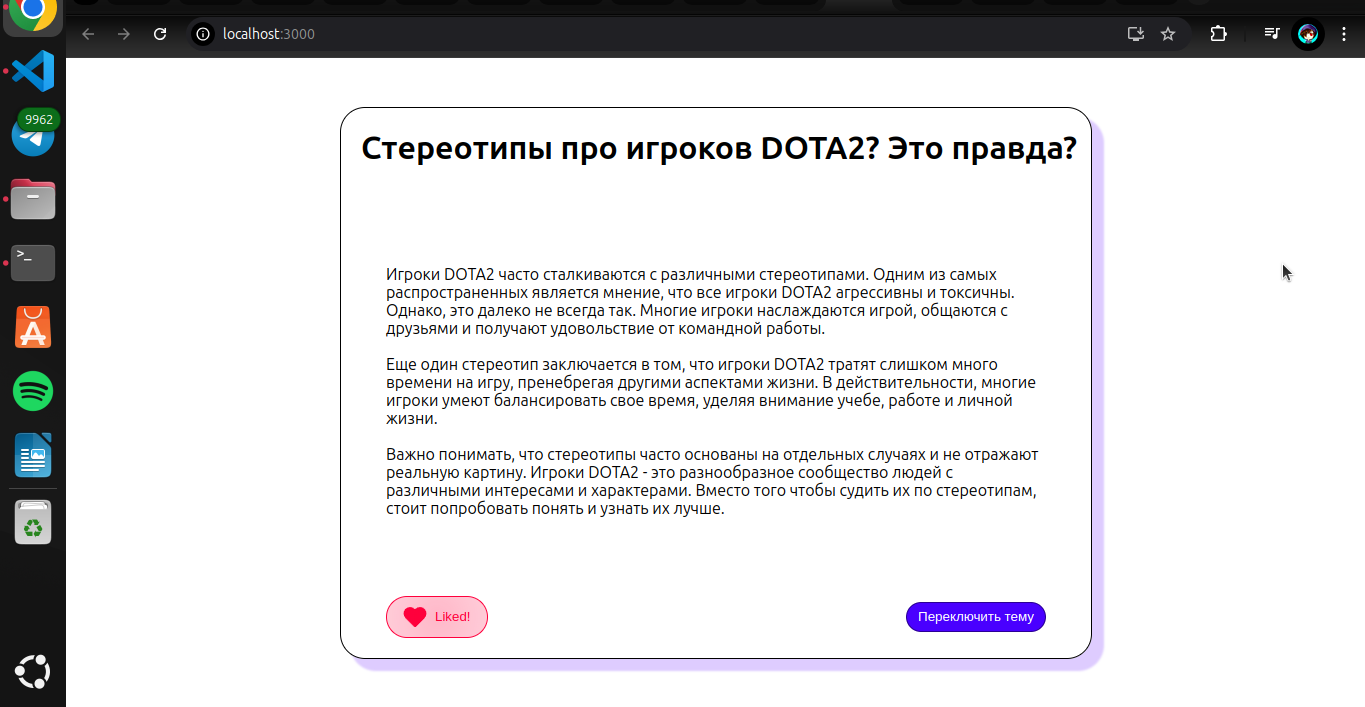 localhost:3000
9962
>_
Стереотипы про игроков DOTA2? Это правда?
Игроки DOTA2 часто сталкиваются с различными стереотипами. Одним из самых
распространенных является мнение, что все игроки DOTA2 агрессивны и токсичны.
Однако, это далеко не всегда так. Многие игроки наслаждаются игрой, общаются с
друзьями и получают удовольствие от командной работы.
Еще один стереотип заключается в том, что игроки DOTA2 тратят слишком много
времени на игру, пренебрегая другими аспектами жизни. В действительности, многие
игроки умеют балансировать свое время, уделяя внимание учебе, работе и личной
жизни.
Важно понимать, что стереотипы часто основаны на отдельных случаях и не отражают
реальную картину. Игроки DOTA2 - это разнообразное сообщество людей с
различными интересами и характерами. Вместо того чтобы судить их по стереотипам,
стоит попробовать понять и узнать их лучше.
Liked!
Переключить тему